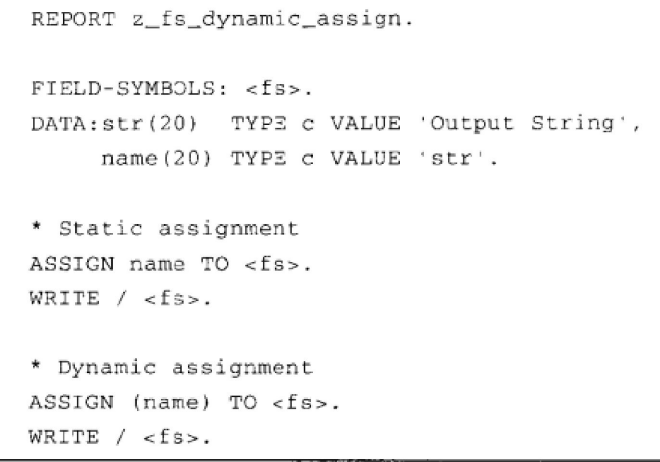 REPORT z_fs_dynamic_assign.
FIELD-SYMBOLS: <fs>.
DATA:str(20)  TYPE c VALUE 'Output String',
     name(20) TYPE c VALUE 'str'.
* Static assignment
ASSIGN name TO <fs>.
WRITE / <fs>.
* Dynamic assignment
ASSIGN (name) TO <fs>.
WRITE / <fs>.